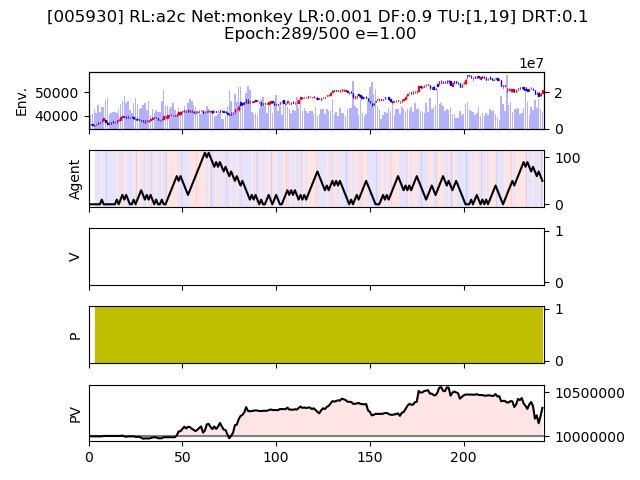 [005930] RL:a2c Net:monkey LR:0.001 DF:0.9 TU:[1,19] DRT:0.1
Epoch:289/500 e=1.00
1e7
Env.
50000
40000
2
0
Agent
100
0
V
1
0
P
1
0
PV
10500000
10000000
0
50
100
150
200